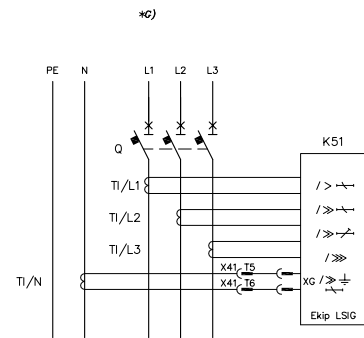 *G)
PE N L1 L2 L3
Q
K51
TI/L1
/>
TI/L2
/≫
/≫
TI/L3
/⋙
X41 T5
TI/N
XG /≫
X41 T6
Ekip LSIG